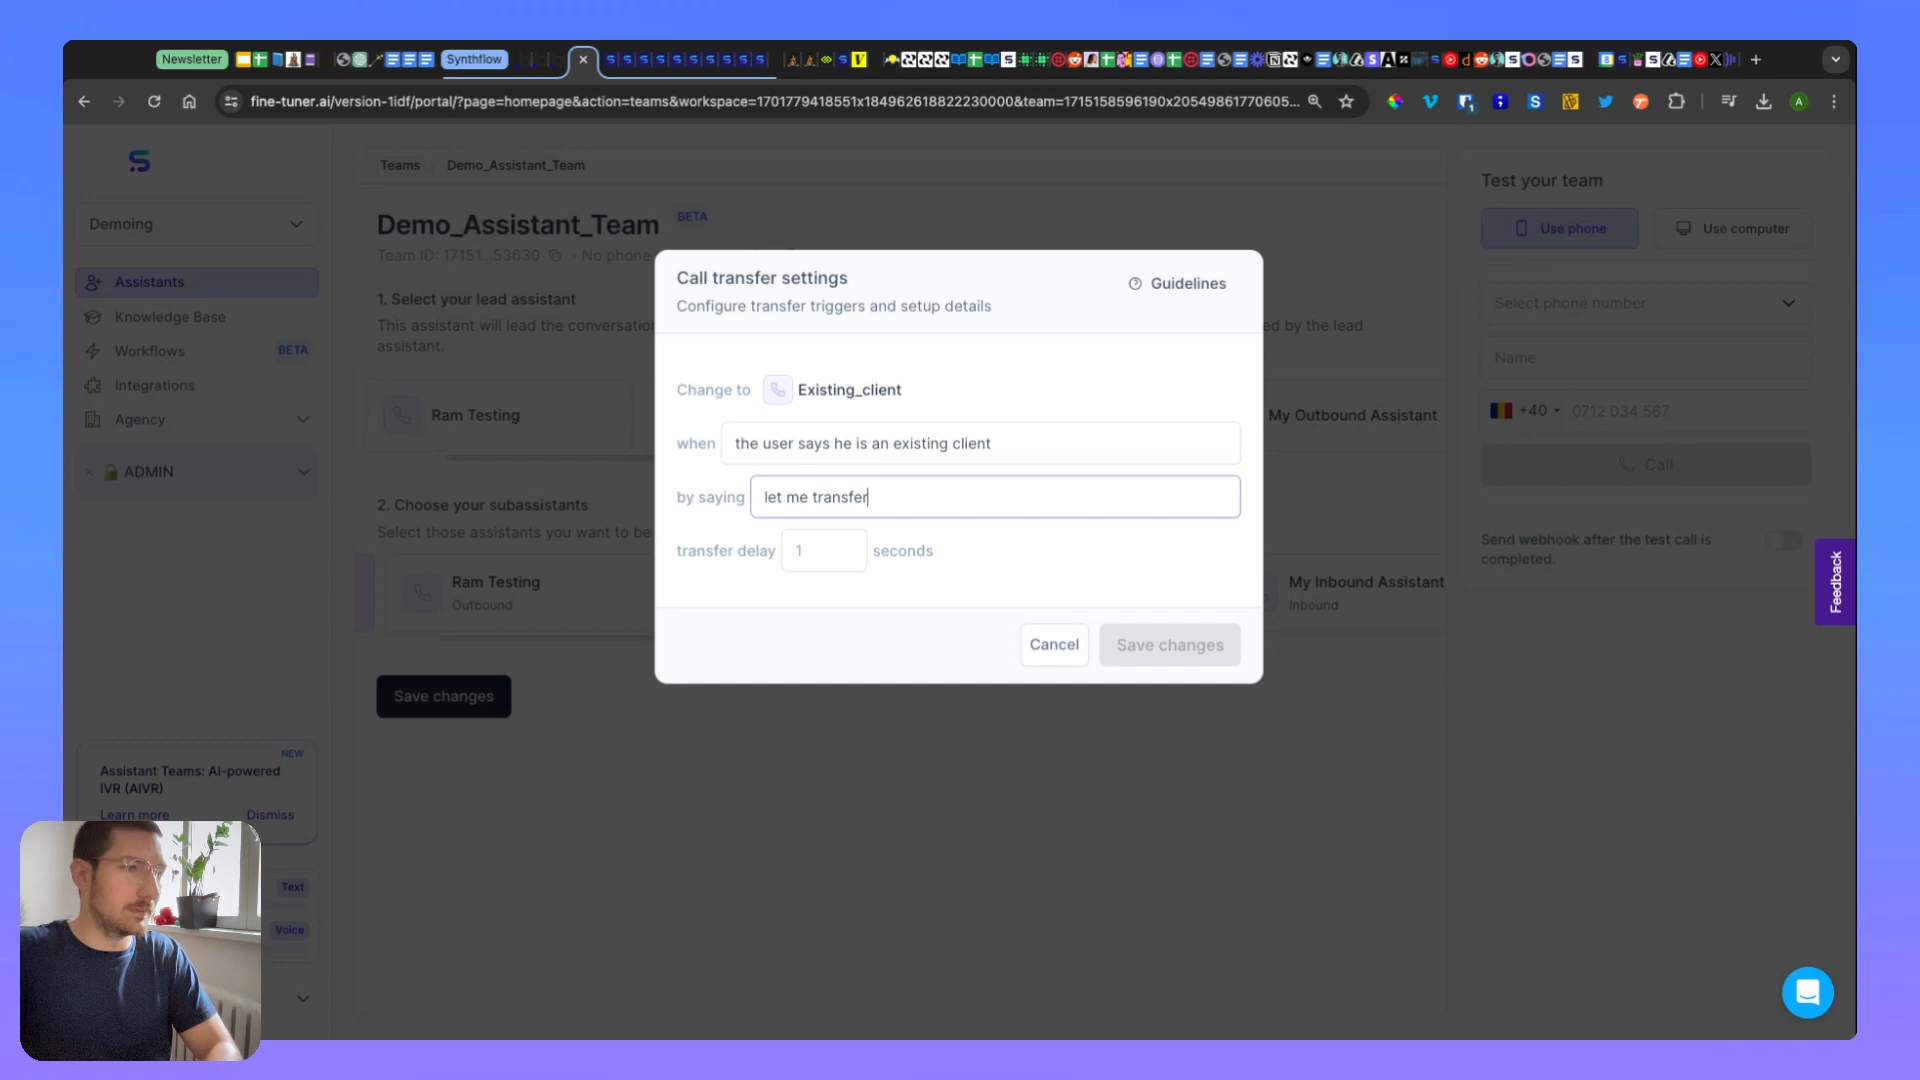 Newsletter
Synthflow
fine-tuner.ai/version-1idf/portal/?page=homepage&action=teams&workspace=1701779418551x184962618822230000&team=1715158596190x20549861770605...
A
Demoing
Assistants
Knowledge Base
Workflows BETA
Integrations
Agency
ADMIN
NEW
Assistant Teams: AI-powered
IVR (AIVR)
Learn more Dismiss
Text
Voice
Teams / Demo_Assistant_Team
Demo_Assistant_Team BETA
Team ID: 17151...53630 · No phone
1. Select your lead assistant
This assistant will lead the conversation
ed by the lead
assistant.
Ram Testing
My Outbound Assistant
2. Choose your subassistants
Select those assistants you want to be
Ram Testing
Outbound
My Inbound Assistant
Inbound
Save changes
Call transfer settings
Configure transfer triggers and setup details
Guidelines
Change to Existing_client
when the user says he is an existing client
by saying let me transfer
transfer delay 1 seconds
Cancel
Save changes
Test your team
Use phone
Use computer
Select phone number
Name
+40 0712 034 567
Call
Send webhook after the test call is
completed.
Feedback